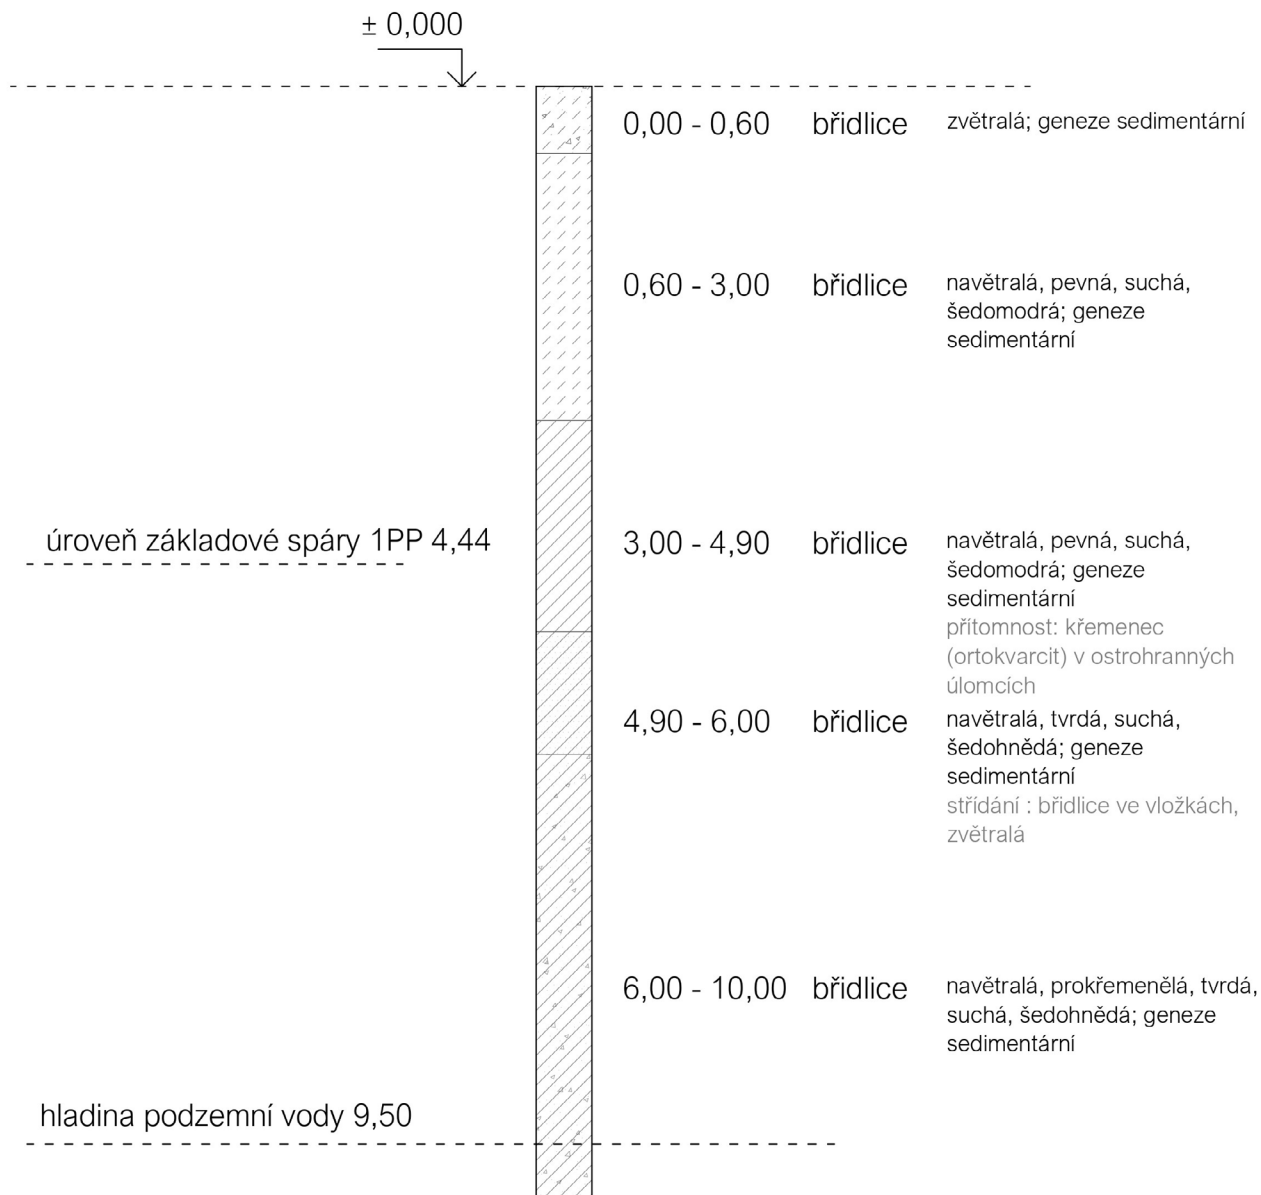 ± 0,000
0,00 - 0,60 břidlice zvětralá; geneze sedimentární
0,60 - 3,00 břidlice navětralá, pevná, suchá,
šedomodrá; geneze
sedimentární
úroveň základové spáry 1PP 4,44
3,00 - 4,90 břidlice navětralá, pevná, suchá,
šedomodrá; geneze
sedimentární
přítomnost: křemenec
(ortokvarcit) v ostrohranných
úlomcích
4,90 - 6,00 břidlice navětralá, tvrdá, suchá,
šedohnědá; geneze
sedimentární
střídání : břidlice ve vložkách,
zvětralá
6,00 - 10,00 břidlice navětralá, prokřemenělá, tvrdá,
suchá, šedohnědá; geneze
sedimentární
hladina podzemní vody 9,50